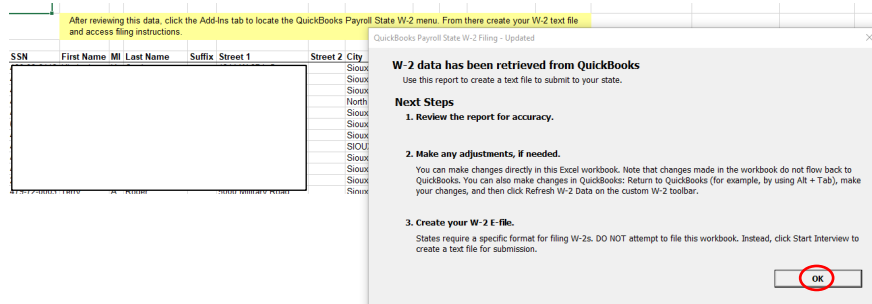 After reviewing this data, click the Add-Ins tab to locate the QuickBooks Payroll State W-2 menu. From there create your W-2 text file
and access filing instructions.
QuickBooks Payroll State W-2 Filing - Updated
SSN First Name MI Last Name Suffix Street 1 Street 2 City
Sioux
Sioux
Sioux
North
Sioux
Sioux
Sioux
SIOU
Sioux
Sioux
Sioux
Sioux
W-2 data has been retrieved from QuickBooks
Use this report to create a text file to submit to your state.
Next Steps
1. Review the report for accuracy.
2. Make any adjustments, if needed.
You can make changes directly in this Excel workbook. Note that changes made in the workbook do not flow back to
QuickBooks. You can also make changes in QuickBooks: Return to QuickBooks (for example, by using Alt + Tab), make
your changes, and then click Refresh W-2 Data on the custom W-2 toolbar.
3. Create your W-2 E-file.
States require a specific format for filing W-2s. DO NOT attempt to file this workbook. Instead, click Start Interview to
create a text file for submission.
OK